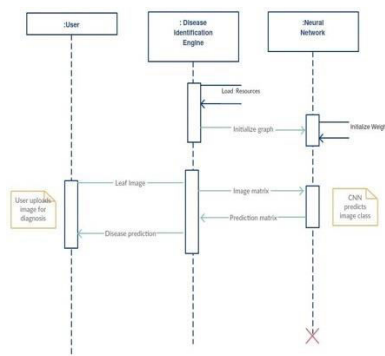 :User
: Disease
Identification
Engine
: Neural
Network
Load Resources
Initialize graph
Initialize Weight
Leaf Image
Image matrix
User uploads
image for
diagnosis
CNN
predicts
image class
Prediction matrix
Disease prediction